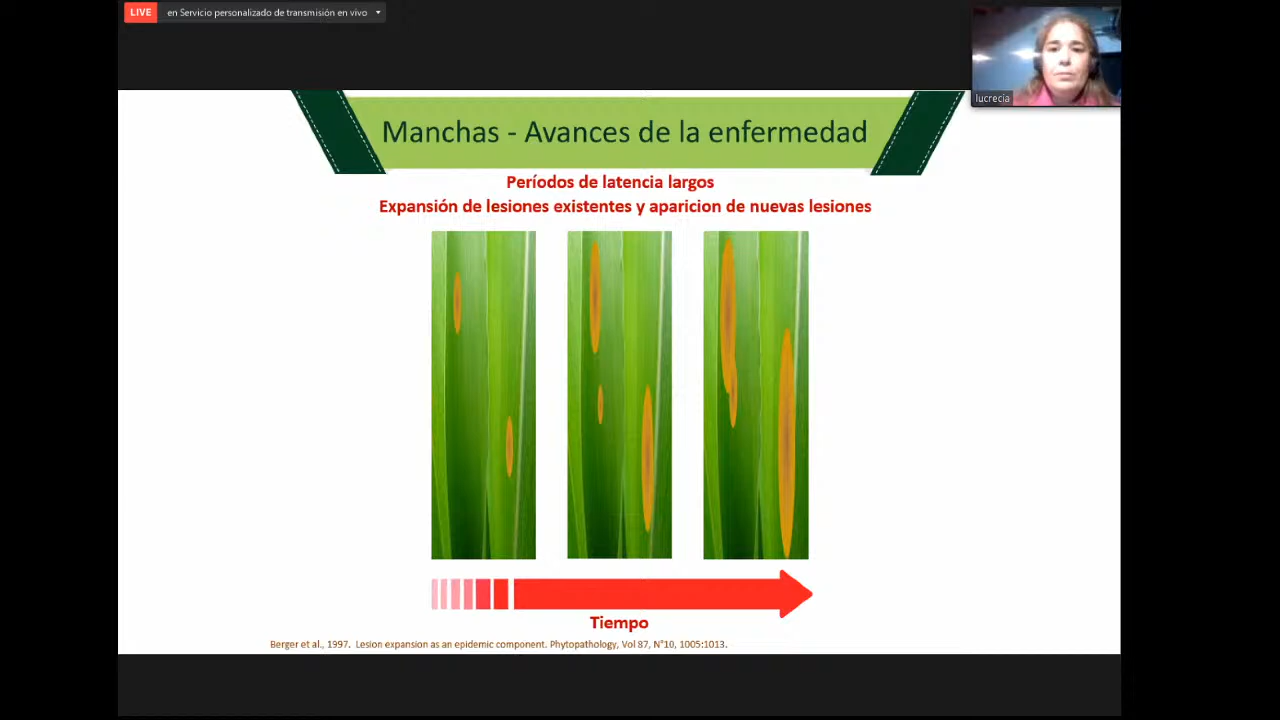 LIVE en Servicio personalizado de transmisión en vivo
lucrecia
Manchas - Avances de la enfermedad
Períodos de latencia largos
Expansión de lesiones existentes y aparicion de nuevas lesiones
Tiempo
Berger et al., 1997. Lesion expansion as an epidemic component. Phytopathology, Vol 87, N°10, 1005:1013.